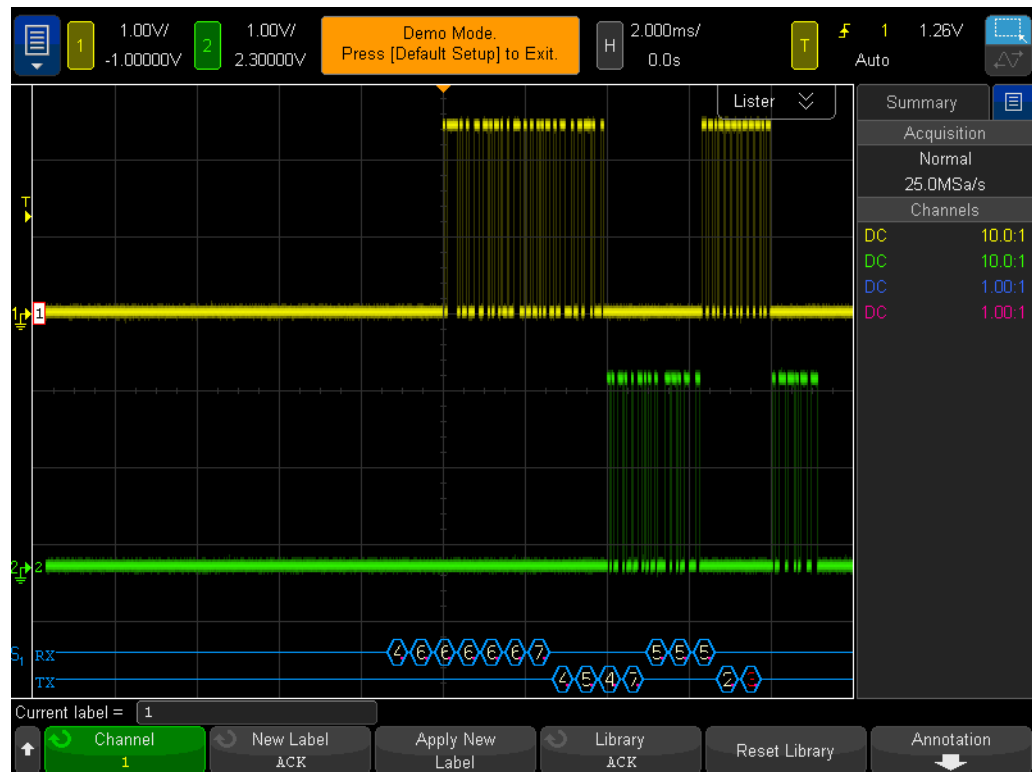 1 1.00V/ 2 1.00V/ Demo Mode. H 2.000ms/ T 1 1.26V
-1.00000V 2.30000V Press [Default Setup] to Exit. 0.0s Auto
Lister
Summary
Acquisition
Normal
25.0MSa/s
Channels
DC 10.0:1
DC 10.0:1
DC 1.00:1
DC 1.00:1
T
1 1
2 2
S1 RX 4 6 6 6 6 6 7 5 5 5
TX 4 5 4 7 2
Current label = 1
Channel New Label Apply New Library Reset Library Annotation
1 ACK Label ACK